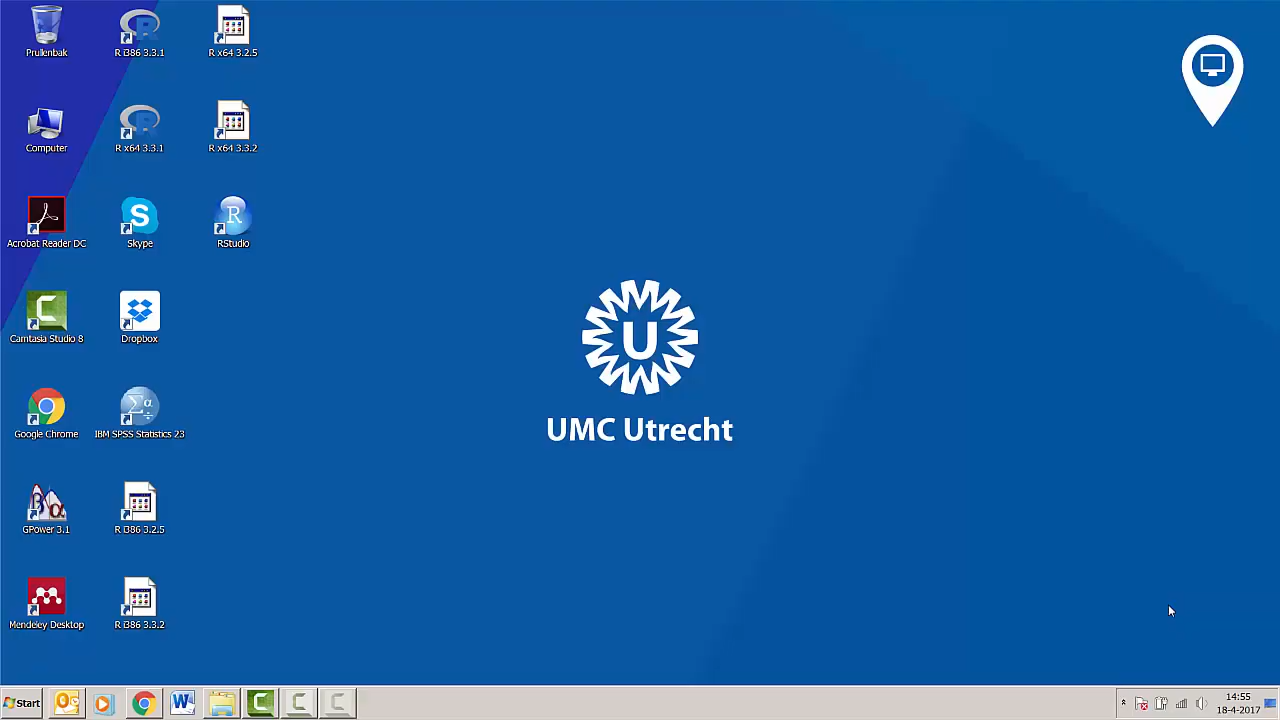 Prullenbak
R i386 3.3.1
R x64 3.2.5
Computer
R x64 3.3.1
R x64 3.3.2
Acrobat Reader DC
Skype
RStudio
Camtasia Studio 8
Dropbox
Google Chrome
IBM SPSS Statistics 23
GPower 3.1
R i386 3.2.5
Mendeley Desktop
R i386 3.3.2
U
UMC Utrecht
Start
14:55
18-4-2017